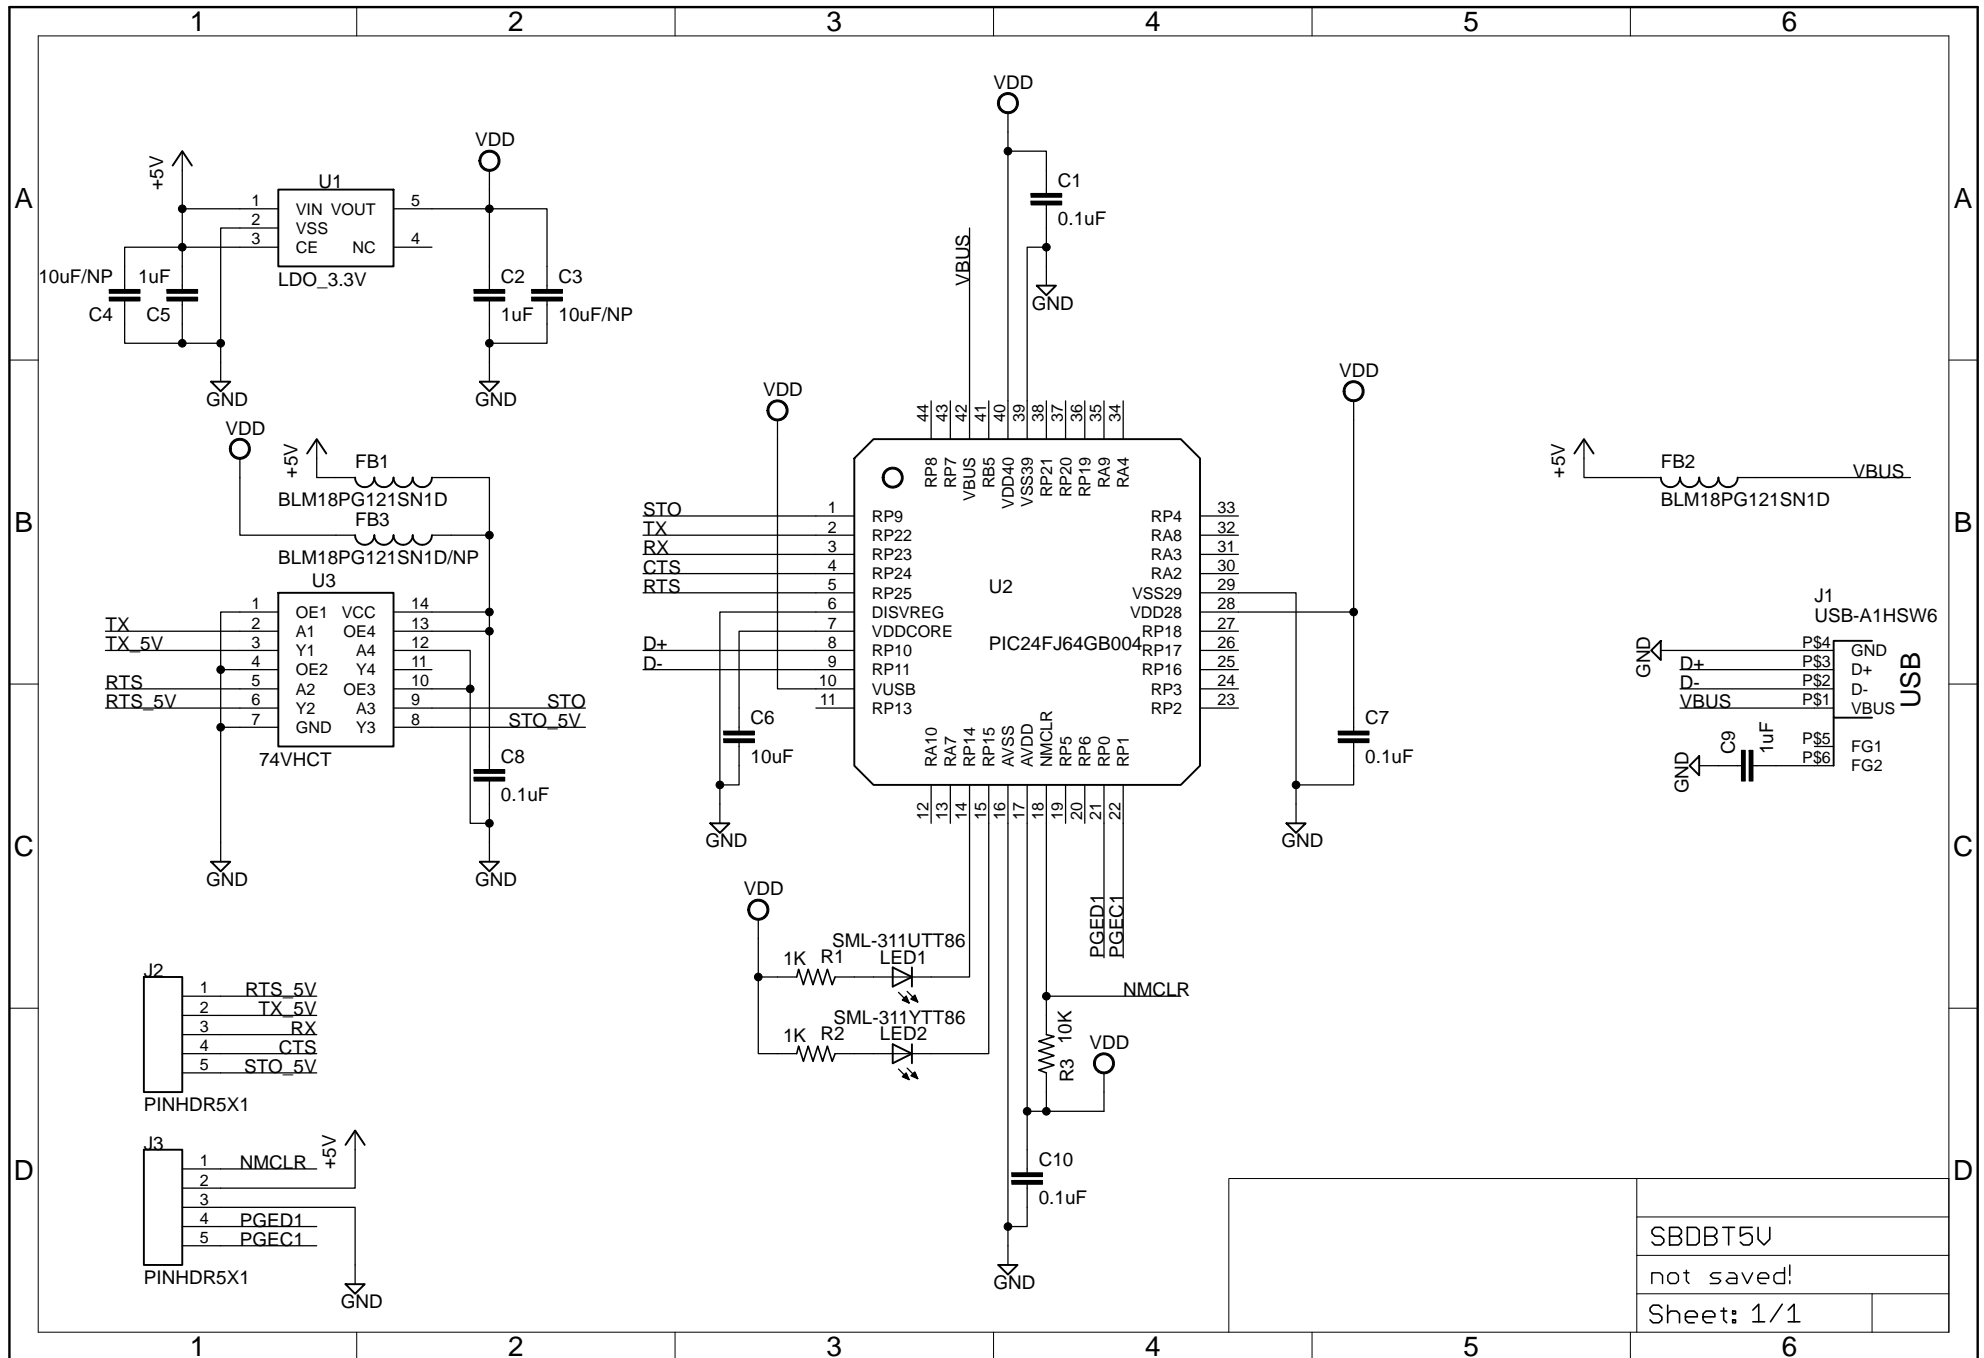 1 2 3 4 5 6
A A
B B
C C
D D
+5V
VDD
U1
1 VIN VOUT 5
2 VSS
3 CE NC 4
LDO_3.3V
10uF/NP
C4
1uF
C5
C2
1uF
C3
10uF/NP
GND
GND
VDD
+5V
FB1
BLM18PG121SN1D
FB3
BLM18PG121SN1D/NP
U3
1 OE1 VCC 14
TX 2 A1 OE4 13
TX_5V 3 Y1 A4 12
4 OE2 Y4 11
RTS 5 A2 OE3 10
RTS_5V 6 Y2 A3 9 STO
7 GND Y3 8 STO_5V
74VHCT
C8
0.1uF
GND
GND
J2
1 RTS_5V
2 TX_5V
3 RX
4 CTS
5 STO_5V
PINHDR5X1
J3
1 NMCLR
2
3
4 PGED1
5 PGEC1
PINHDR5X1
+5V
GND
VDD
C1
0.1uF
GND
VBUS
VDD
44 43 42 41 40 39 38 37 36 35 34
RP8 RP7 VBUS RB5 VDD40 VSS39 RP21 RP20 RP19 RA9 RA4
STO 1 RP9
TX 2 RP22
RX 3 RP23
CTS 4 RP24
RTS 5 RP25
6 DISVREG
7 VDDCORE
D+ 8 RP10
D- 9 RP11
10 VUSB
11 RP13
U2
PIC24FJ64GB004
RP4 33
RA8 32
RA3 31
RA2 30
VSS29 29
VDD28 28
RP18 27
RP17 26
RP16 25
RP3 24
RP2 23
RA10 RA7 RP14 RP15 AVSS AVDD NMCLR RP5 RP6 RP0 RP1
12 13 14 15 16 17 18 19 20 21 22
C6
10uF
GND
VDD
C7
0.1uF
GND
PGED1
PGEC1
VDD
1K R1
SML-311UTT86
LED1
1K R2
SML-311YTT86
LED2
NMCLR
R3 10K
VDD
C10
0.1uF
GND
+5V
FB2
BLM18PG121SN1D
VBUS
J1
USB-A1HSW6
GND P$4 GND
D+ P$3 D+
D- P$2 D-
VBUS P$1 VBUS
USB
P$5 FG1
P$6 FG2
C9
1uF
GND
SBDBT5V
not saved!
Sheet: 1/1
1 2 3 4 5 6